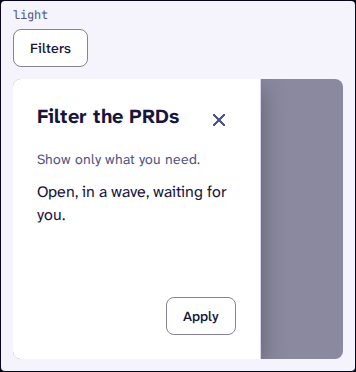 light
Filters
Filter the PRDs
Show only what you need.
Open, in a wave, waiting for
you.
Apply